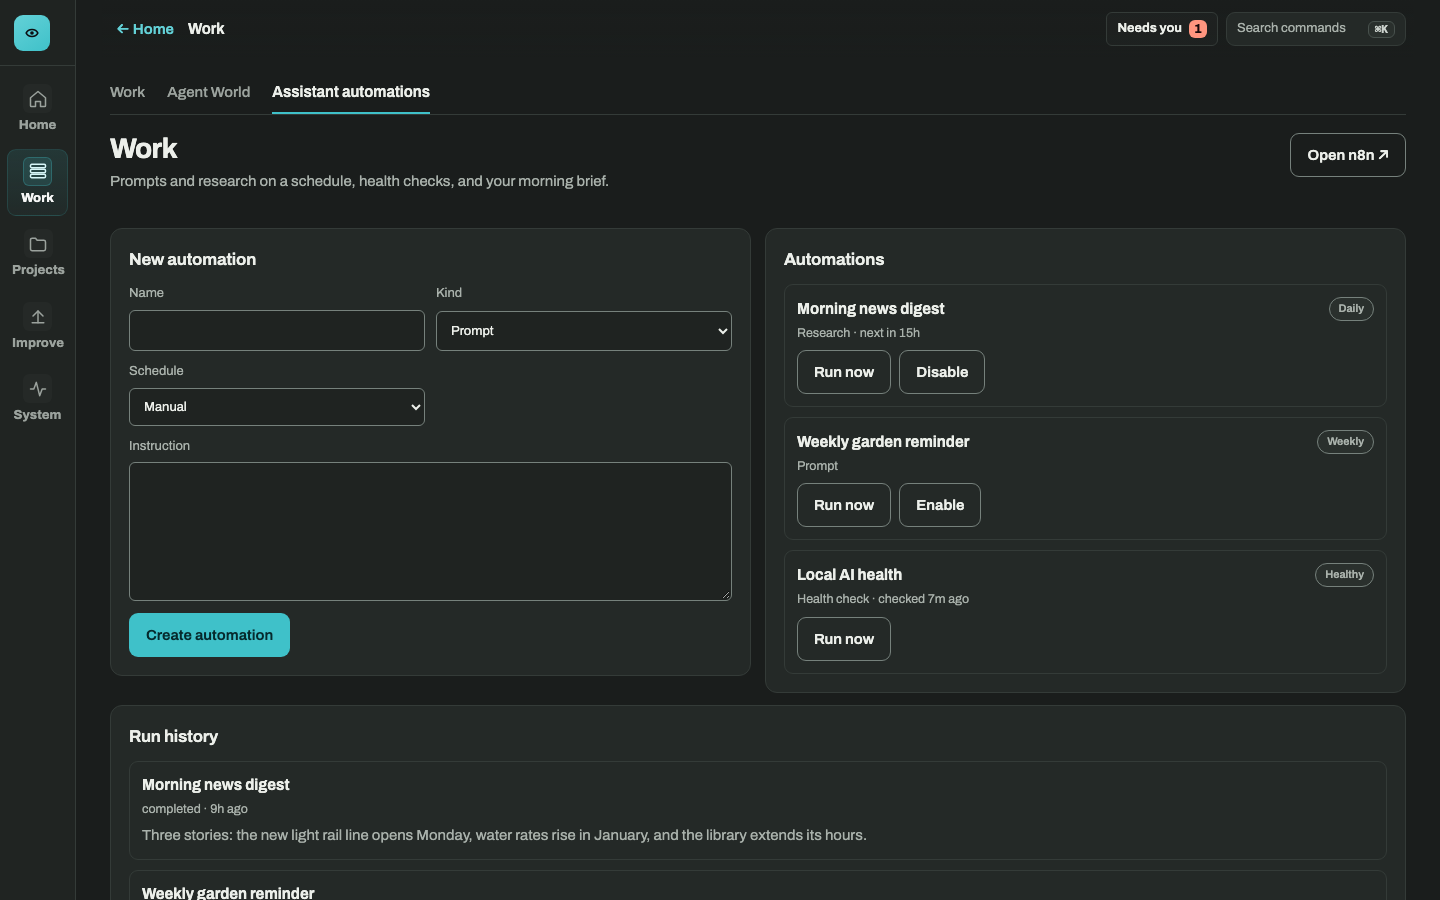 ← Home Work
Needs you 1
Search commands ⌘K
Home
Work
Projects
Improve
System
Work Agent World Assistant automations
Work
Prompts and research on a schedule, health checks, and your morning brief.
Open n8n ↗
New automation
Name
Kind
Prompt
Schedule
Manual
Instruction
Create automation
Automations
Morning news digest
Daily
Research · next in 15h
Run now Disable
Weekly garden reminder
Weekly
Prompt
Run now Enable
Local AI health
Healthy
Health check · checked 7m ago
Run now
Run history
Morning news digest
completed · 9h ago
Three stories: the new light rail line opens Monday, water rates rise in January, and the library extends its hours.
Weekly garden reminder